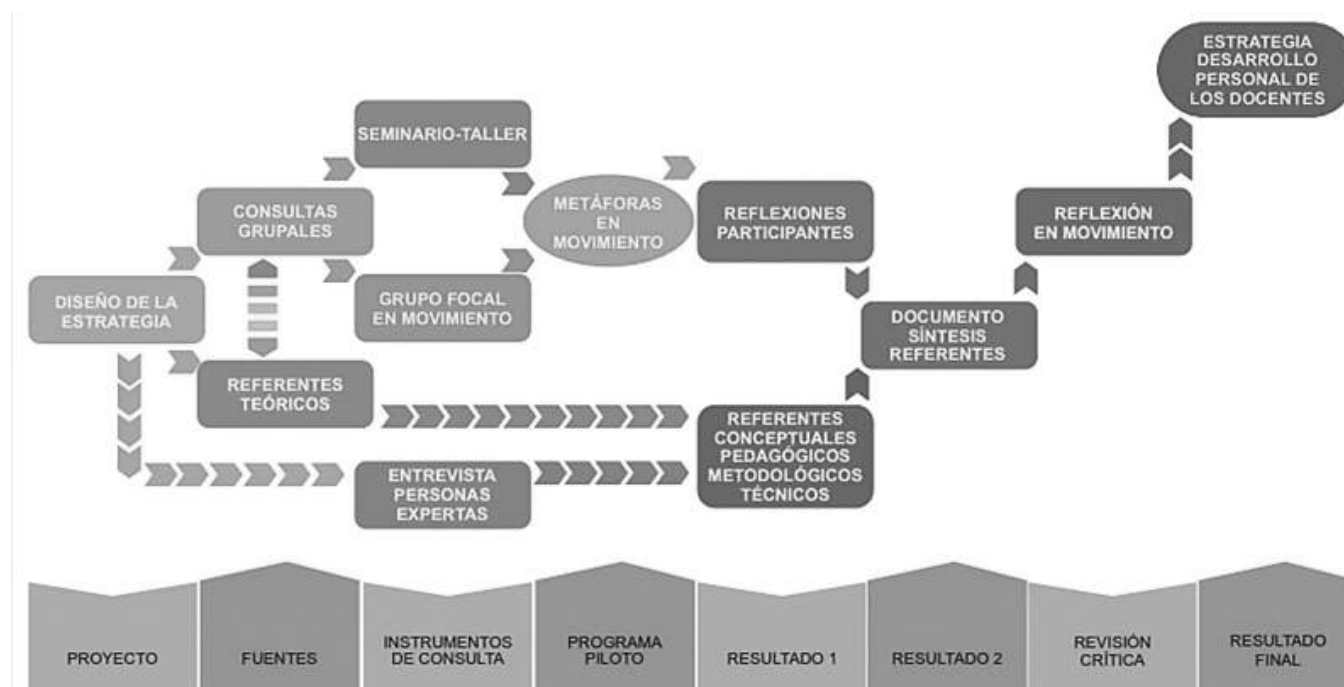 ESTRATEGIA
DESARROLLO
PERSONAL DE
LOS DOCENTES
SEMINARIO-TALLER
CONSULTAS
GRUPALES
METÁFORAS
EN
MOVIMIENTO
REFLEXIONES
PARTICIPANTES
REFLEXIÓN
EN MOVIMIENTO
DISEÑO DE LA
ESTRATEGIA
GRUPO FOCAL
EN MOVIMIENTO
DOCUMENTO
SÍNTESIS
REFERENTES
REFERENTES
TEÓRICOS
REFERENTES
CONCEPTUALES
PEDAGÓGICOS
METODOLÓGICOS
TÉCNICOS
ENTREVISTA
PERSONAS
EXPERTAS
PROYECTO
FUENTES
INSTRUMENTOS
DE CONSULTA
PROGRAMA
PILOTO
RESULTADO 1
RESULTADO 2
REVISIÓN
CRÍTICA
RESULTADO
FINAL